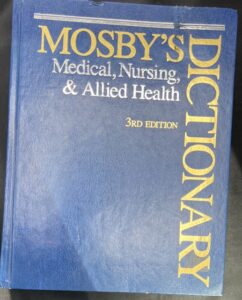 MOSBY'S
Medical, Nursing,
& Allied Health
3RD EDITION
DICTIONARY